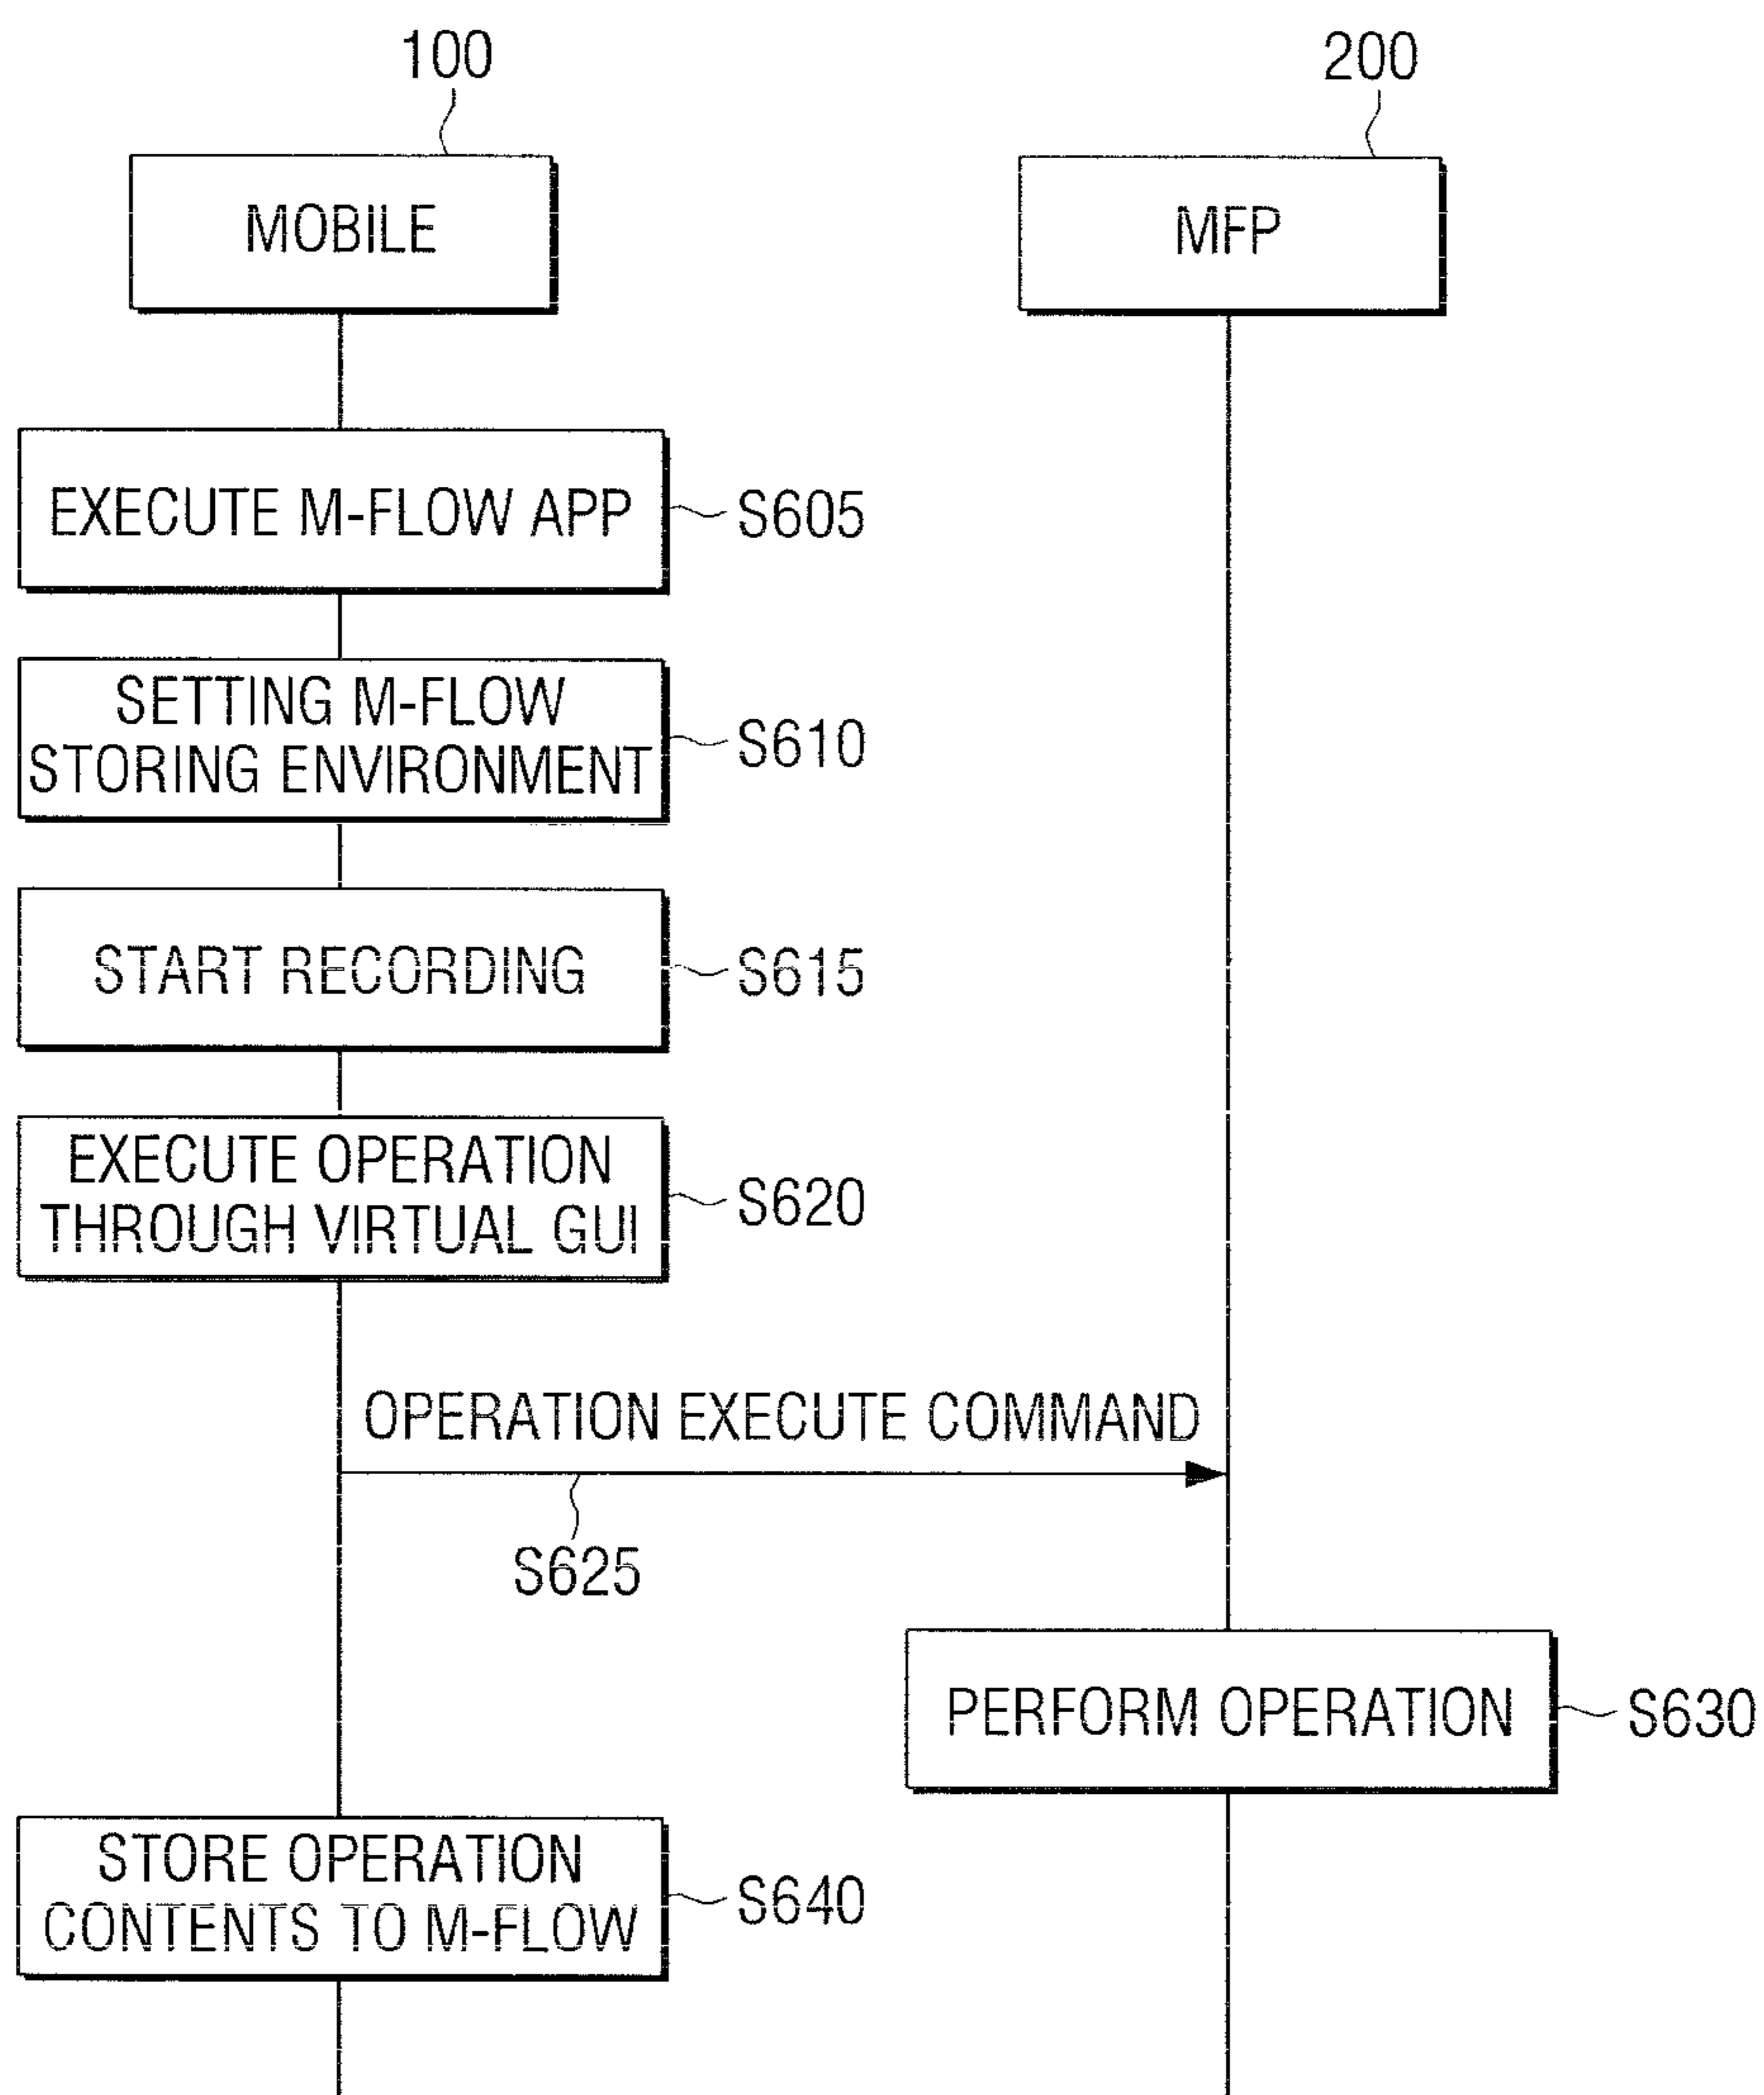 100
200
MOBILE
MFP
EXECUTE M-FLOW APP
S605
SETTING M-FLOW
STORING ENVIRONMENT
S610
START RECORDING
S615
EXECUTE OPERATION
THROUGH VIRTUAL GUI
S620
OPERATION EXECUTE COMMAND
S625
PERFORM OPERATION
S630
STORE OPERATION
CONTENTS TO M-FLOW
S640